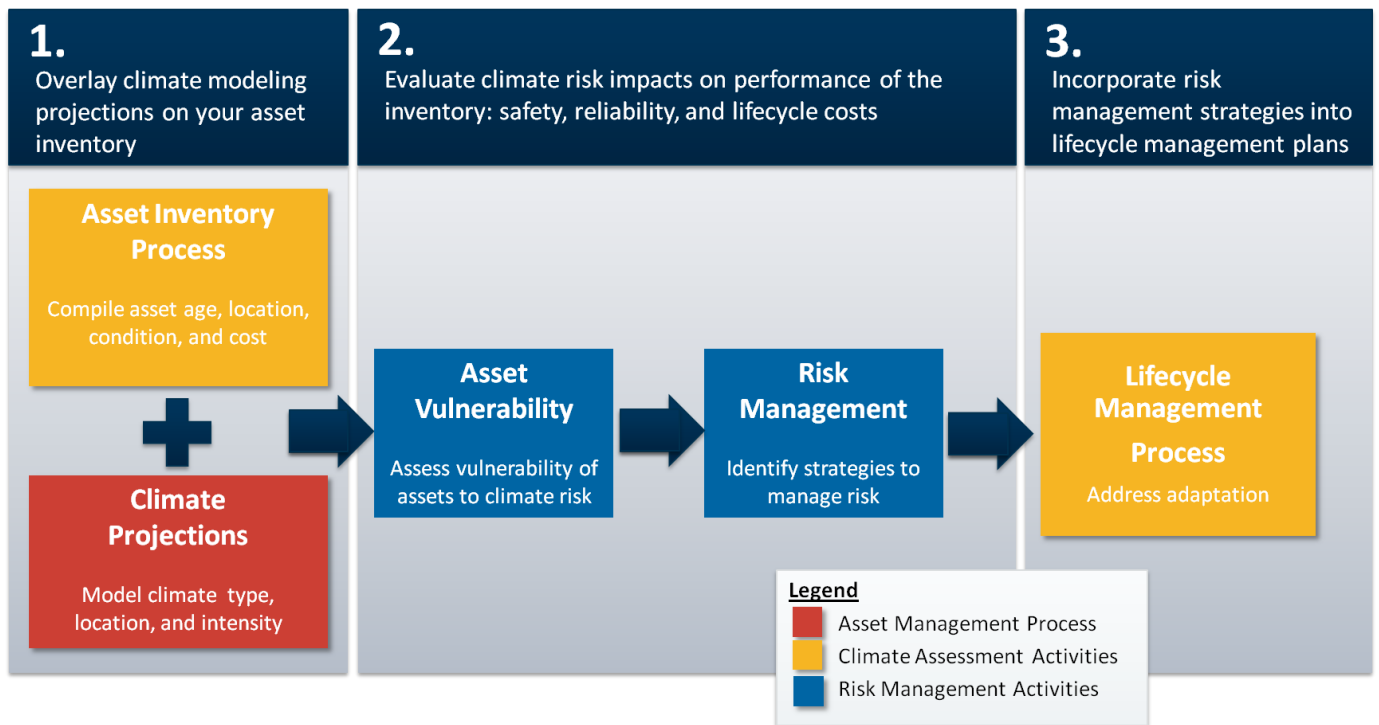 1.
Overlay climate modeling
projections on your asset
inventory
2.
Evaluate climate risk impacts on performance of the
inventory: safety, reliability, and lifecycle costs
3.
Incorporate risk
management strategies into
lifecycle management plans
Asset Inventory
Process
Compile asset age, location,
condition, and cost
Climate
Projections
Model climate type,
location, and intensity
Asset
Vulnerability
Assess vulnerability of
assets to climate risk
Risk
Management
Identify strategies to
manage risk
Lifecycle
Management
Process
Address adaptation
Legend
Asset Management Process
Climate Assessment Activities
Risk Management Activities